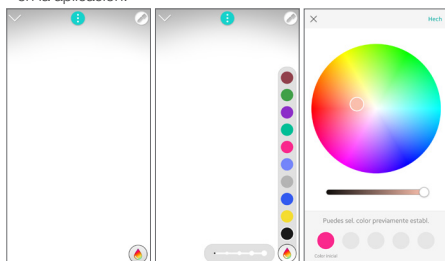 en la aplicación.
Hech
Puedes sel. color previamente establ.
Color inicial